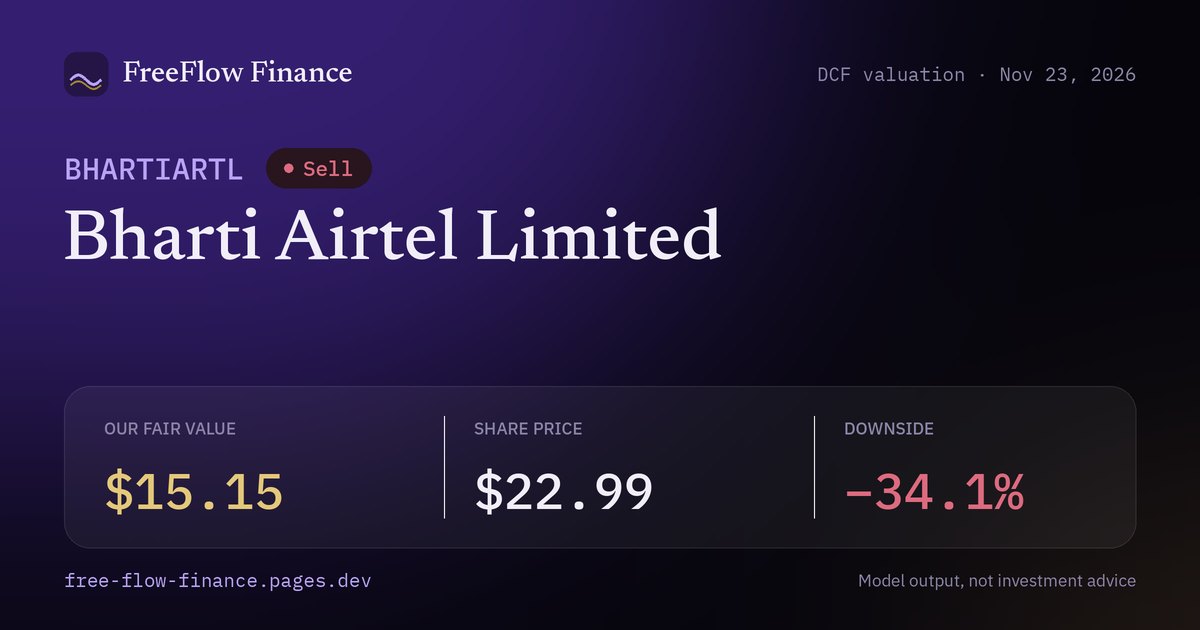 FreeFlow Finance
DCF valuation · Nov 23, 2026
BHARTIARTL
Sell
Bharti Airtel Limited
OUR FAIR VALUE
$15.15
SHARE PRICE
$22.99
DOWNSIDE
−34.1%
free-flow-finance.pages.dev
Model output, not investment advice